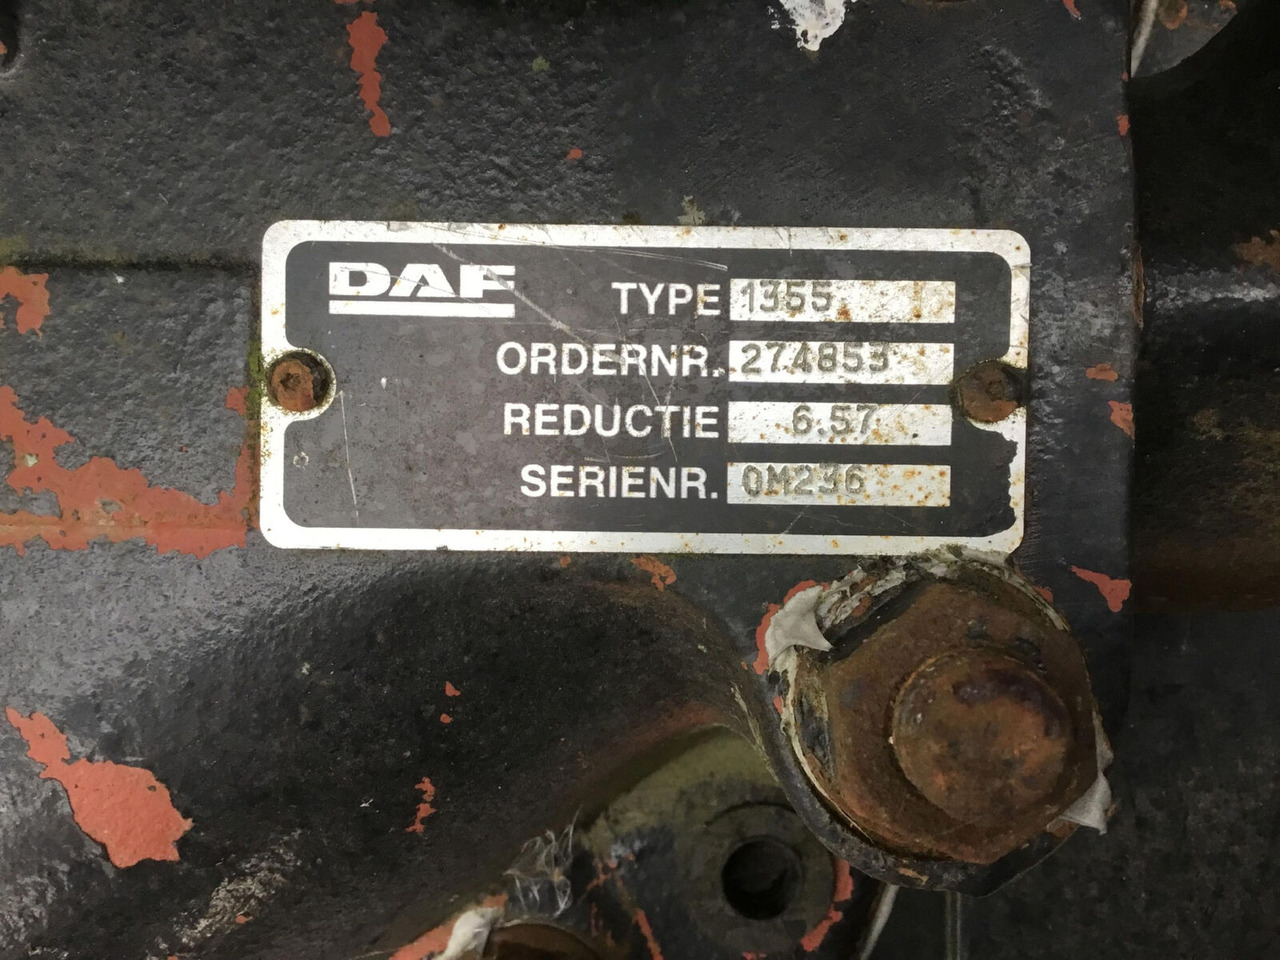 DAF
TYPE 1355
ORDERNR. 274853
REDUCTIE 6.57
SERIENR. 0M236